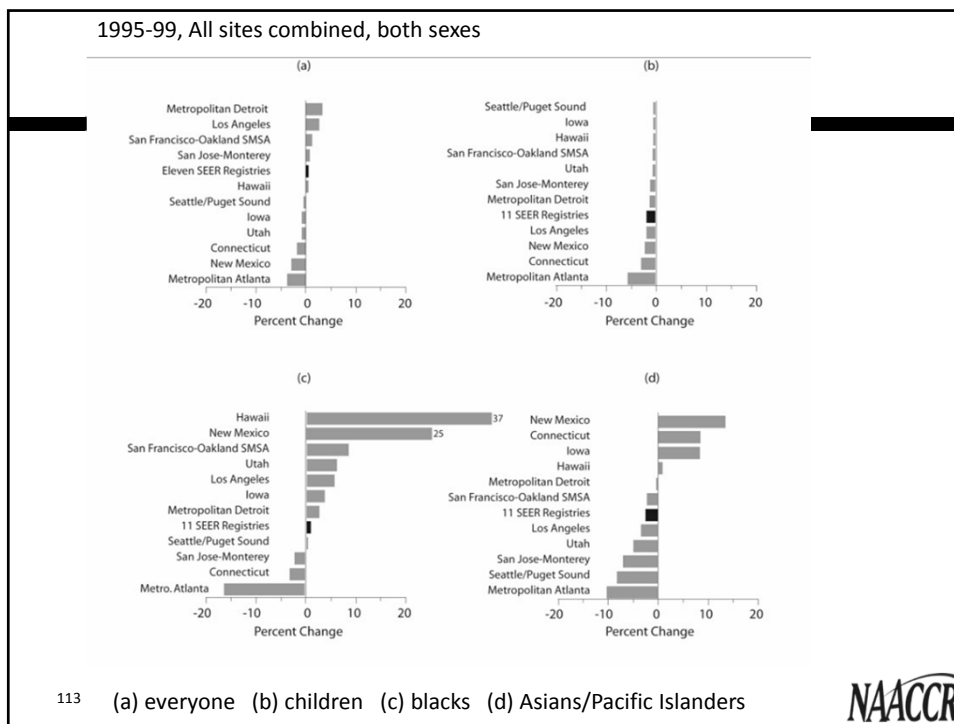 1995-99, All sites combined, both sexes
(a)
Metropolitan Detroit
Los Angeles
San Francisco-Oakland SMSA
San Jose-Monterey
Eleven SEER Registries
Hawaii
Seattle/Puget Sound
Iowa
Utah
Connecticut
New Mexico
Metropolitan Atlanta
-20 -10 0 10 20
Percent Change
(b)
Seattle/Puget Sound
Iowa
Hawaii
San Francisco-Oakland SMSA
Utah
San Jose-Monterey
Metropolitan Detroit
11 SEER Registries
Los Angeles
New Mexico
Connecticut
Metropolitan Atlanta
-20 -10 0 10 20
Percent Change
(c)
Hawaii 37
New Mexico 25
San Francisco-Oakland SMSA
Utah
Los Angeles
Iowa
Metropolitan Detroit
11 SEER Registries
Seattle/Puget Sound
San Jose-Monterey
Connecticut
Metro. Atlanta
-20 -10 0 10 20
Percent Change
(d)
New Mexico
Connecticut
Iowa
Hawaii
Metropolitan Detroit
San Francisco-Oakland SMSA
11 SEER Registries
Los Angeles
Utah
San Jose-Monterey
Seattle/Puget Sound
Metropolitan Atlanta
-20 -10 0 10 20
Percent Change
113 (a) everyone (b) children (c) blacks (d) Asians/Pacific Islanders
NAACCR